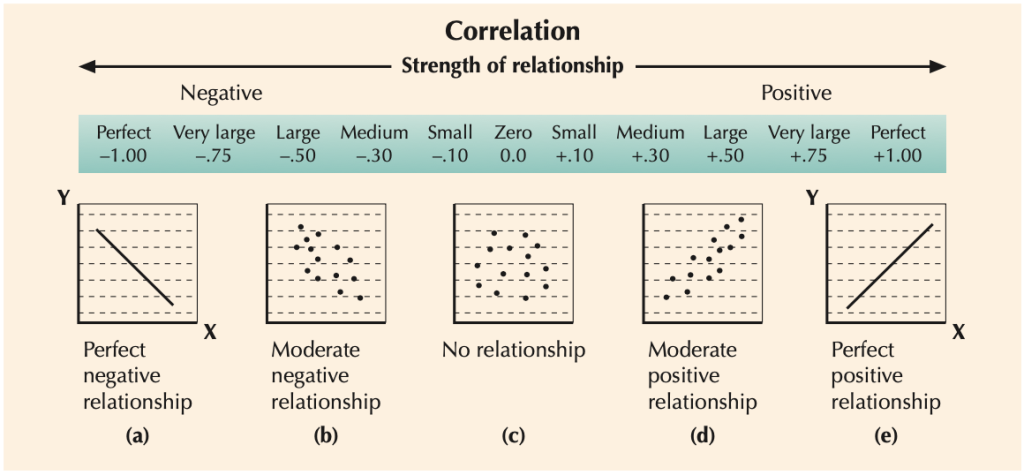 Correlation
Strength of relationship
Negative Positive
Perfect Very large Large Medium Small Zero Small Medium Large Very large Perfect
–1.00 –.75 –.50 –.30 –.10 0.0 +.10 +.30 +.50 +.75 +1.00
Y Y
X X
Perfect Moderate No relationship Moderate Perfect
negative negative positive positive
relationship relationship relationship relationship
(a) (b) (c) (d) (e)